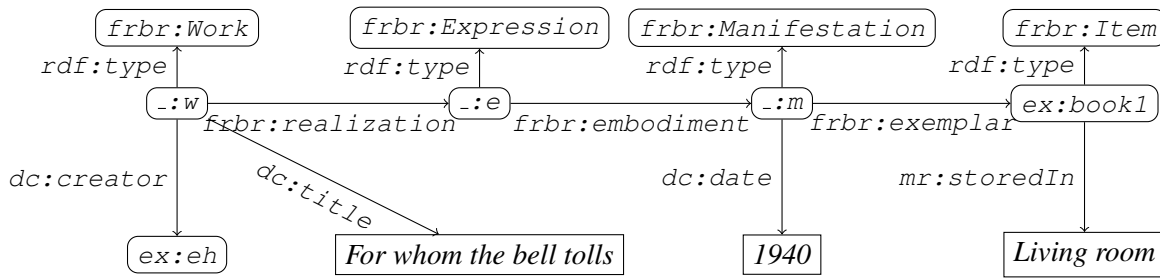 frbr:Work frbr:Expression frbr:Manifestation frbr:Item
rdf:type rdf:type rdf:type rdf:type
_:w _:e _:m ex:book1
frbr:realization frbr:embodiment frbr:exemplar
dc:creator dc:title dc:date mr:storedIn
ex:eh For whom the bell tolls 1940 Living room